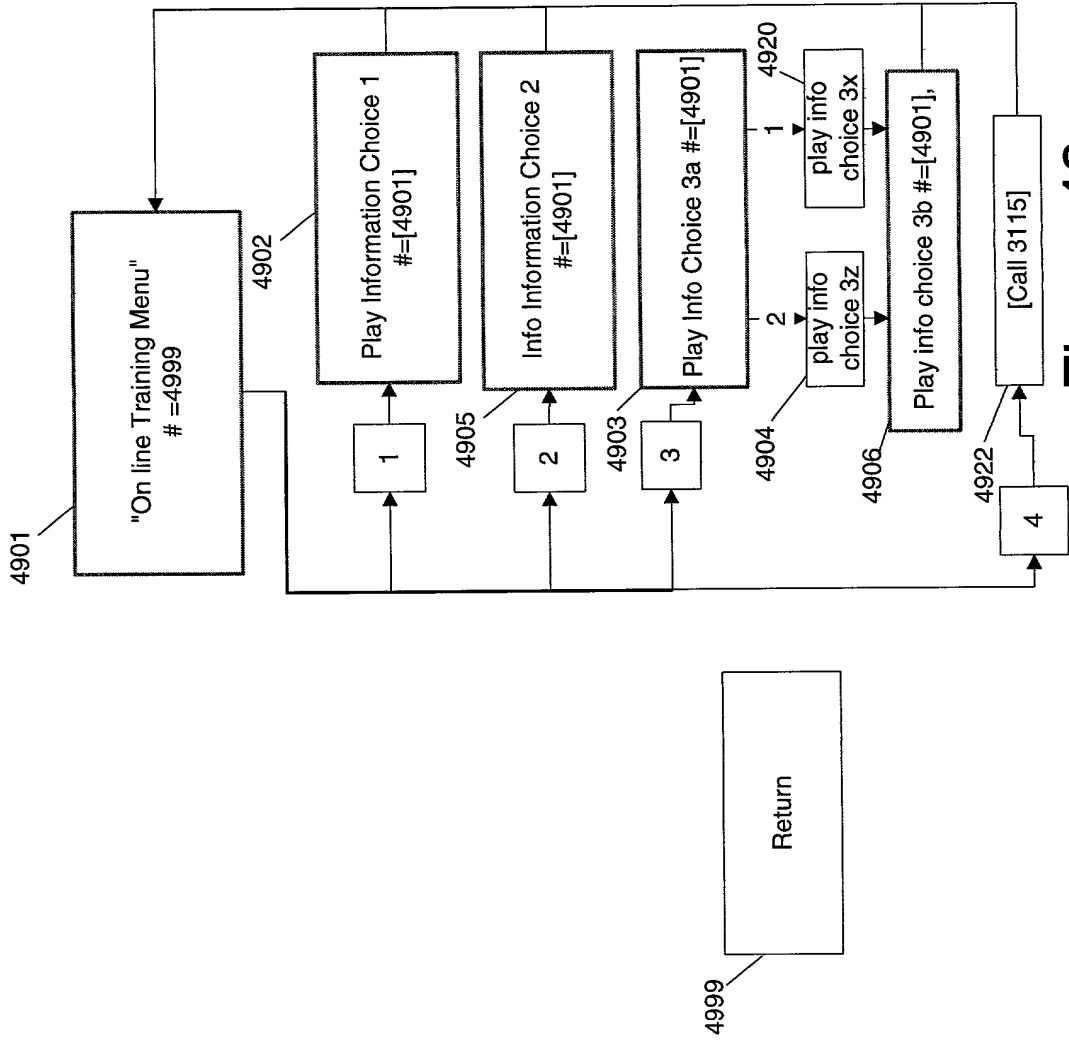 4901
"On line Training Menu"
# =4999
4902
1
Play Information Choice 1
#=[4901]
4905
2
Info Information Choice 2
#=[4901]
4903
3
Play Info Choice 3a #=[4901]
2
1
4904
play info
choice 3z
4920
play info
choice 3x
4906
Play info choice 3b #=[4901],
4922
4
[Call 3115]
4999
Return